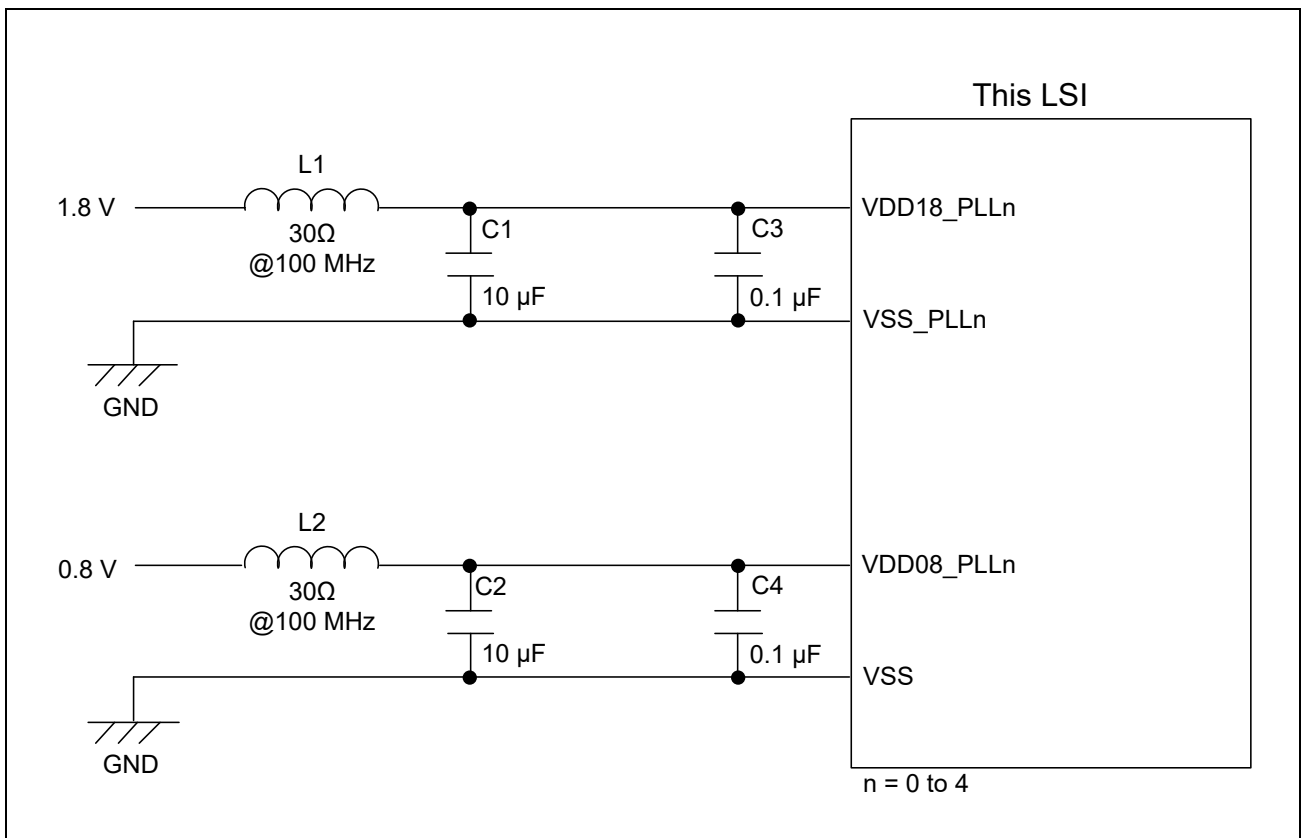 This LSI
L1
1.8 V
VDD18_PLLn
30Ω
@100 MHz
C1
C3
10 µF
0.1 µF
VSS_PLLn
GND
L2
0.8 V
VDD08_PLLn
30Ω
@100 MHz
C2
C4
10 µF
0.1 µF
VSS
GND
n = 0 to 4